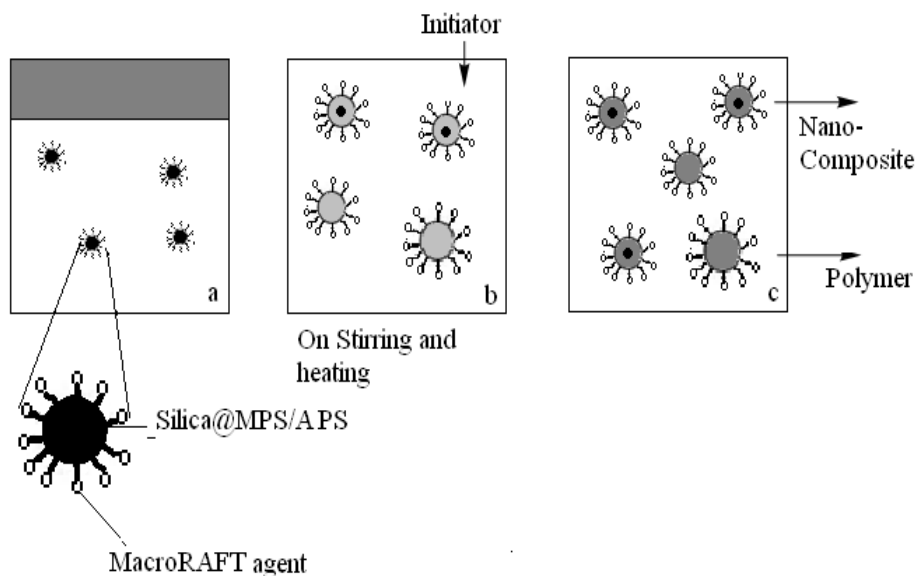 Initiator
a
b
c
Nano-
Composite
Polymer
On Stirring and
heating
Silica@MPS/APS
MacroRAFT agent